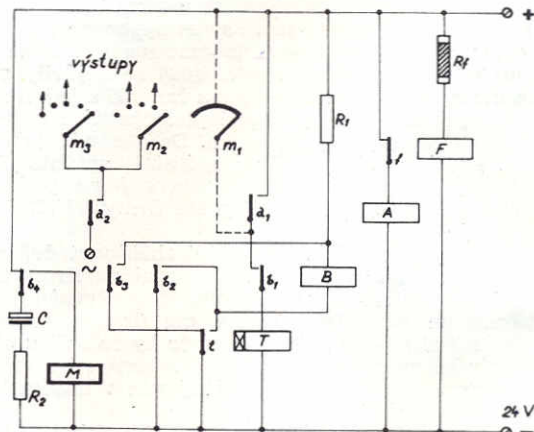 +
výstupy
Rf
R1
m3
m2
m1
f
F
a2
a1
A
~
b4
b3
b2
b1
B
C
t
T
M
R2
24 V
−